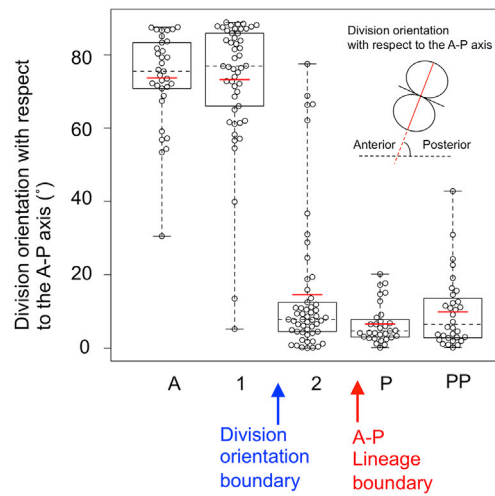 Division orientation with respect
to the A-P axis (°)
80
60
40
20
0
Division orientation
with respect to the A-P axis
Anterior
Posterior
A
1
2
P
PP
Division
orientation
boundary
A-P
Lineage
boundary